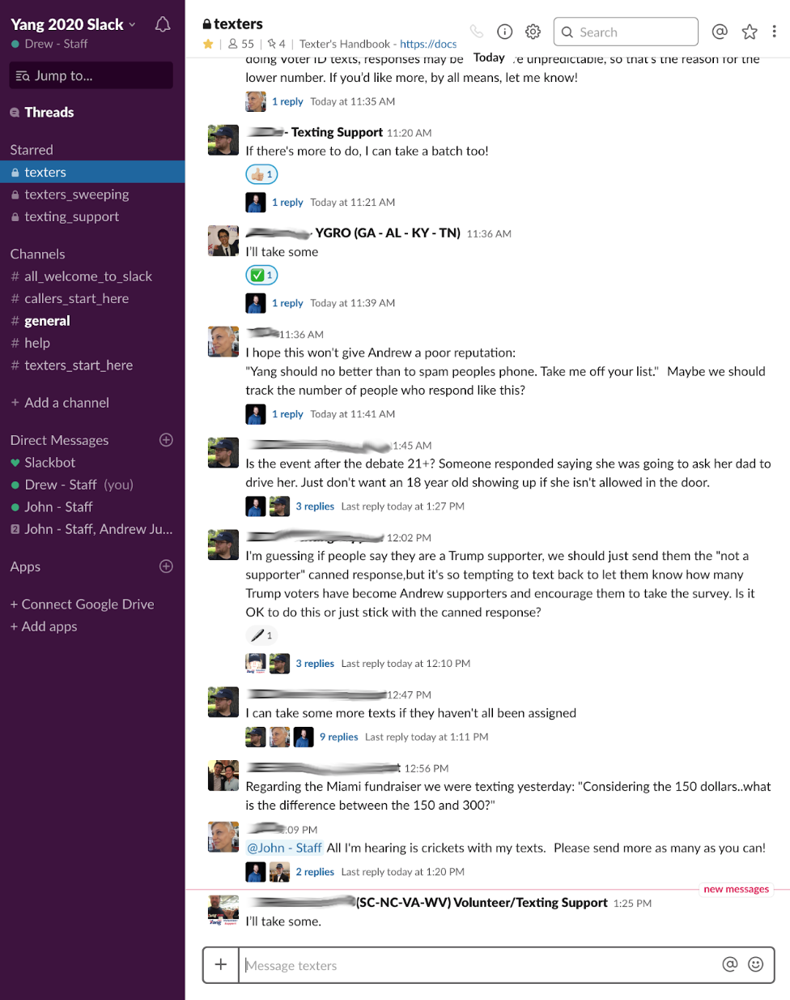 Yang 2020 Slack
Drew - Staff
Jump to...
Threads
Starred
texters
texters_sweeping
texting_support
Channels
# all_welcome_to_slack
# callers_start_here
# general
# help
# texters_start_here
+ Add a channel
Direct Messages
Slackbot
Drew - Staff (you)
John - Staff
2 John - Staff, Andrew Ju...
Apps
+ Connect Google Drive
+ Add apps
texters
55 | 4 | Texter's Handbook - https://docs
Search
@
Today
doing Voter ID texts, responses may be unpredictable, so that's the reason for the
lower number. If you'd like more, by all means, let me know!
1 reply Today at 11:35 AM
- Texting Support 11:20 AM
If there's more to do, I can take a batch too!
1
1 reply Today at 11:21 AM
YGRO (GA - AL - KY - TN) 11:36 AM
I'll take some
1
1 reply Today at 11:39 AM
11:36 AM
I hope this won't give Andrew a poor reputation:
"Yang should no better than to spam peoples phone. Take me off your list." Maybe we should
track the number of people who respond like this?
1 reply Today at 11:41 AM
1:45 AM
Is the event after the debate 21+? Someone responded saying she was going to ask her dad to
drive her. Just don't want an 18 year old showing up if she isn't allowed in the door.
3 replies Last reply today at 1:27 PM
12:02 PM
I'm guessing if people say they are a Trump supporter, we should just send them the "not a
supporter" canned response,but it's so tempting to text back to let them know how many
Trump voters have become Andrew supporters and encourage them to take the survey. Is it
OK to do this or just stick with the canned response?
1
3 replies Last reply today at 12:10 PM
12:47 PM
I can take some more texts if they haven't all been assigned
9 replies Last reply today at 1:11 PM
12:56 PM
Regarding the Miami fundraiser we were texting yesterday: "Considering the 150 dollars..what
is the difference between the 150 and 300?"
:09 PM
@John - Staff All I'm hearing is crickets with my texts. Please send more as many as you can!
2 replies Last reply today at 1:20 PM
new messages
(SC-NC-VA-WV) Volunteer/Texting Support 1:25 PM
I'll take some.
+ Message texters @